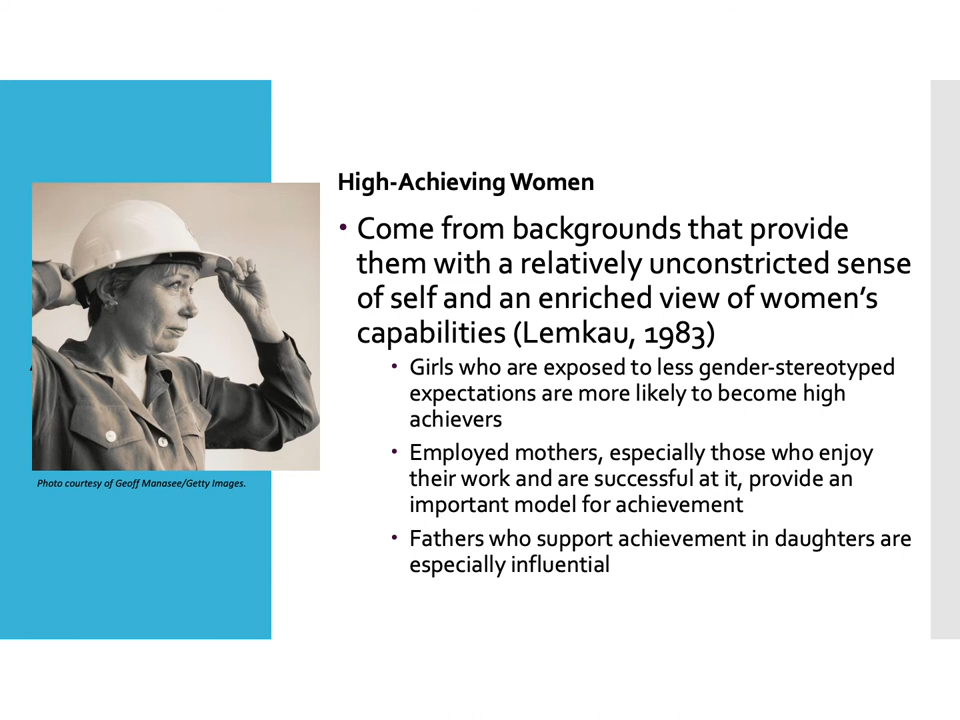 High-Achieving Women
• Come from backgrounds that provide
them with a relatively unconstricted sense
of self and an enriched view of women's
capabilities (Lemkau, 1983)
• Girls who are exposed to less gender-stereotyped
expectations are more likely to become high
achievers
• Employed mothers, especially those who enjoy
their work and are successful at it, provide an
important model for achievement
• Fathers who support achievement in daughters are
especially influential
Photo courtesy of Geoff Manasee/Getty Images.